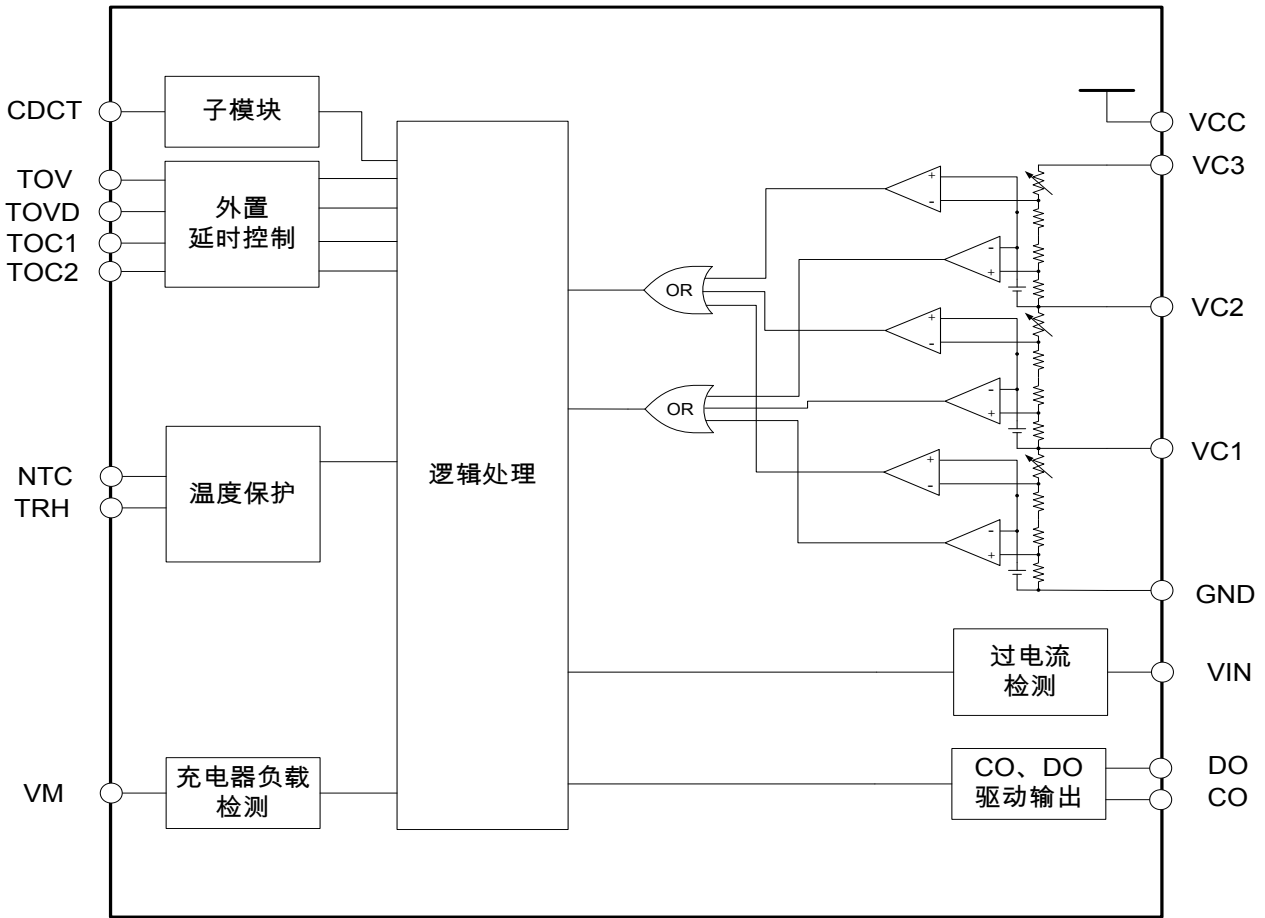 CDCT
子模块
TOV
TOVD
TOC1
TOC2
外置
延时控制
NTC
TRH
温度保护
VM
充电器负载
检测
逻辑处理
OR
OR
+
-
-
+
+
-
-
+
+
-
-
+
VCC
VC3
VC2
VC1
GND
过电流
检测
VIN
CO、DO
驱动输出
DO
CO